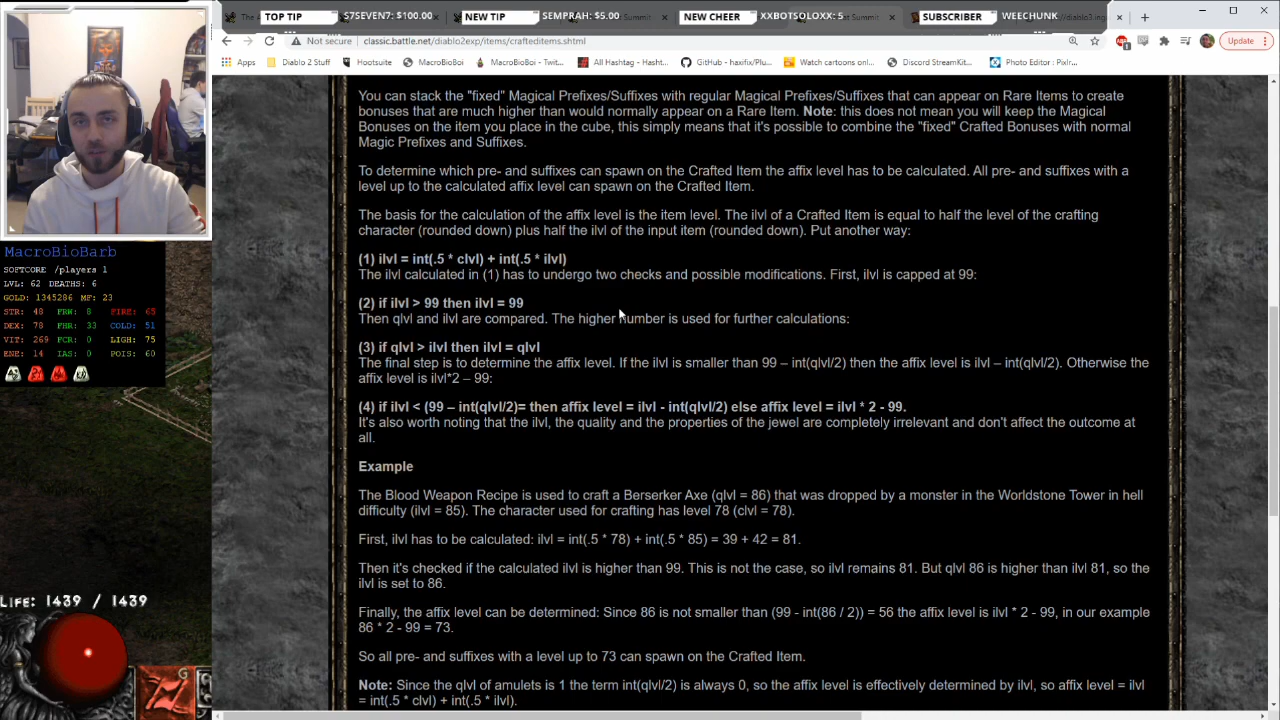 TOP TIP S7SEVEN7: $100.00 NEW TIP SEMPRAH: $5.00 NEW CHEER XXBOTSOLOXX: 5 SUBSCRIBER WEECHUNK
Not secure classic.battle.net/diablo2exp/items/crafteditems.shtml Update
Apps Diablo 2 Stuff Hootsuite MacroBioBoi MacroBioBoi - Twit... All Hashtag - Hasht... GitHub - haxifix/Plu... Watch cartoons onl... Discord StreamKit... Photo Editor : Pixlr...
You can stack the "fixed" Magical Prefixes/Suffixes with regular Magical Prefixes/Suffixes that can appear on Rare Items to create
bonuses that are much higher than would normally appear on a Rare Item. Note: this does not mean you will keep the Magical
Bonuses on the item you place in the cube, this simply means that it's possible to combine the "fixed" Crafted Bonuses with normal
Magic Prefixes and Suffixes.
To determine which pre- and suffixes can spawn on the Crafted Item the affix level has to be calculated. All pre- and suffixes with a
level up to the calculated affix level can spawn on the Crafted Item.
The basis for the calculation of the affix level is the item level. The ilvl of a Crafted Item is equal to half the level of the crafting
character (rounded down) plus half the ilvl of the input item (rounded down). Put another way:
(1) ilvl = int(.5 * clvl) + int(.5 * ilvl)
The ilvl calculated in (1) has to undergo two checks and possible modifications. First, ilvl is capped at 99:
(2) if ilvl > 99 then ilvl = 99
Then qlvl and ilvl are compared. The higher number is used for further calculations:
(3) if qlvl > ilvl then ilvl = qlvl
The final step is to determine the affix level. If the ilvl is smaller than 99 – int(qlvl/2) then the affix level is ilvl – int(qlvl/2). Otherwise the
affix level is ilvl*2 – 99:
(4) if ilvl < (99 – int(qlvl/2)= then affix level = ilvl - int(qlvl/2) else affix level = ilvl * 2 - 99.
It's also worth noting that the ilvl, the quality and the properties of the jewel are completely irrelevant and don't affect the outcome at
all.
Example
The Blood Weapon Recipe is used to craft a Berserker Axe (qlvl = 86) that was dropped by a monster in the Worldstone Tower in hell
difficulty (ilvl = 85). The character used for crafting has level 78 (clvl = 78).
First, ilvl has to be calculated: ilvl = int(.5 * 78) + int(.5 * 85) = 39 + 42 = 81.
Then it's checked if the calculated ilvl is higher than 99. This is not the case, so ilvl remains 81. But qlvl 86 is higher than ilvl 81, so the
ilvl is set to 86.
Finally, the affix level can be determined: Since 86 is not smaller than (99 - int(86 / 2)) = 56 the affix level is ilvl * 2 - 99, in our example
86 * 2 - 99 = 73.
So all pre- and suffixes with a level up to 73 can spawn on the Crafted Item.
Note: Since the qlvl of amulets is 1 the term int(qlvl/2) is always 0, so the affix level is effectively determined by ilvl, so affix level = ilvl
= int(.5 * clvl) + int(.5 * ilvl).
MacroBioBarb
SOFTCORE /players 1
LVL: 62 DEATHS: 6
GOLD: 1345286 MF: 23
STR: 48 FRW: 8 FIRE: 65
DEX: 78 FHR: 33 COLD: 51
VIT: 269 FCR: 0 LIGH: 75
ENE: 14 IAS: 0 POIS: 60
LIFE: 1439 / 1439
G